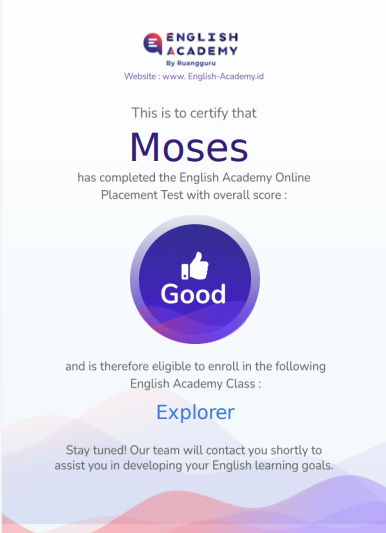 ENGLISH
ACADEMY
By Ruangguru
Website : www. English-Academy.id
This is to certify that
Moses
has completed the English Academy Online
Placement Test with overall score :
Good
and is therefore eligible to enroll in the following
English Academy Class :
Explorer
Stay tuned! Our team will contact you shortly to
assist you in developing your English learning goals.